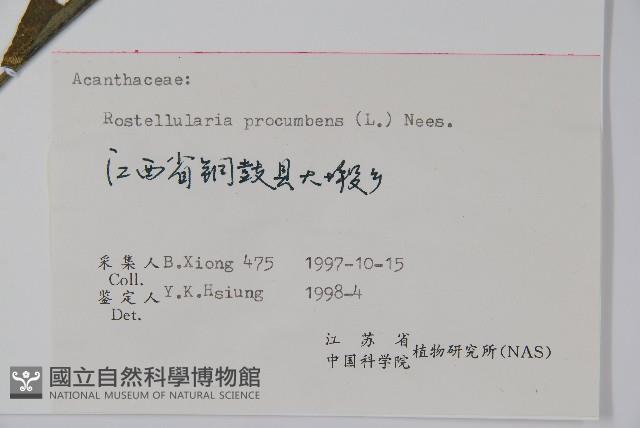 Acanthaceae:
Rostellularia procumbens (L.) Nees.
江西省铜鼓县大塅乡
采集人 B.Xiong 475 1997-10-15
Coll.
鉴定人 Y.K.Hsiung 1998-4
Det.
江苏省
中国科学院 植物研究所(NAS)
國立自然科學博物館
NATIONAL MUSEUM OF NATURAL SCIENCE